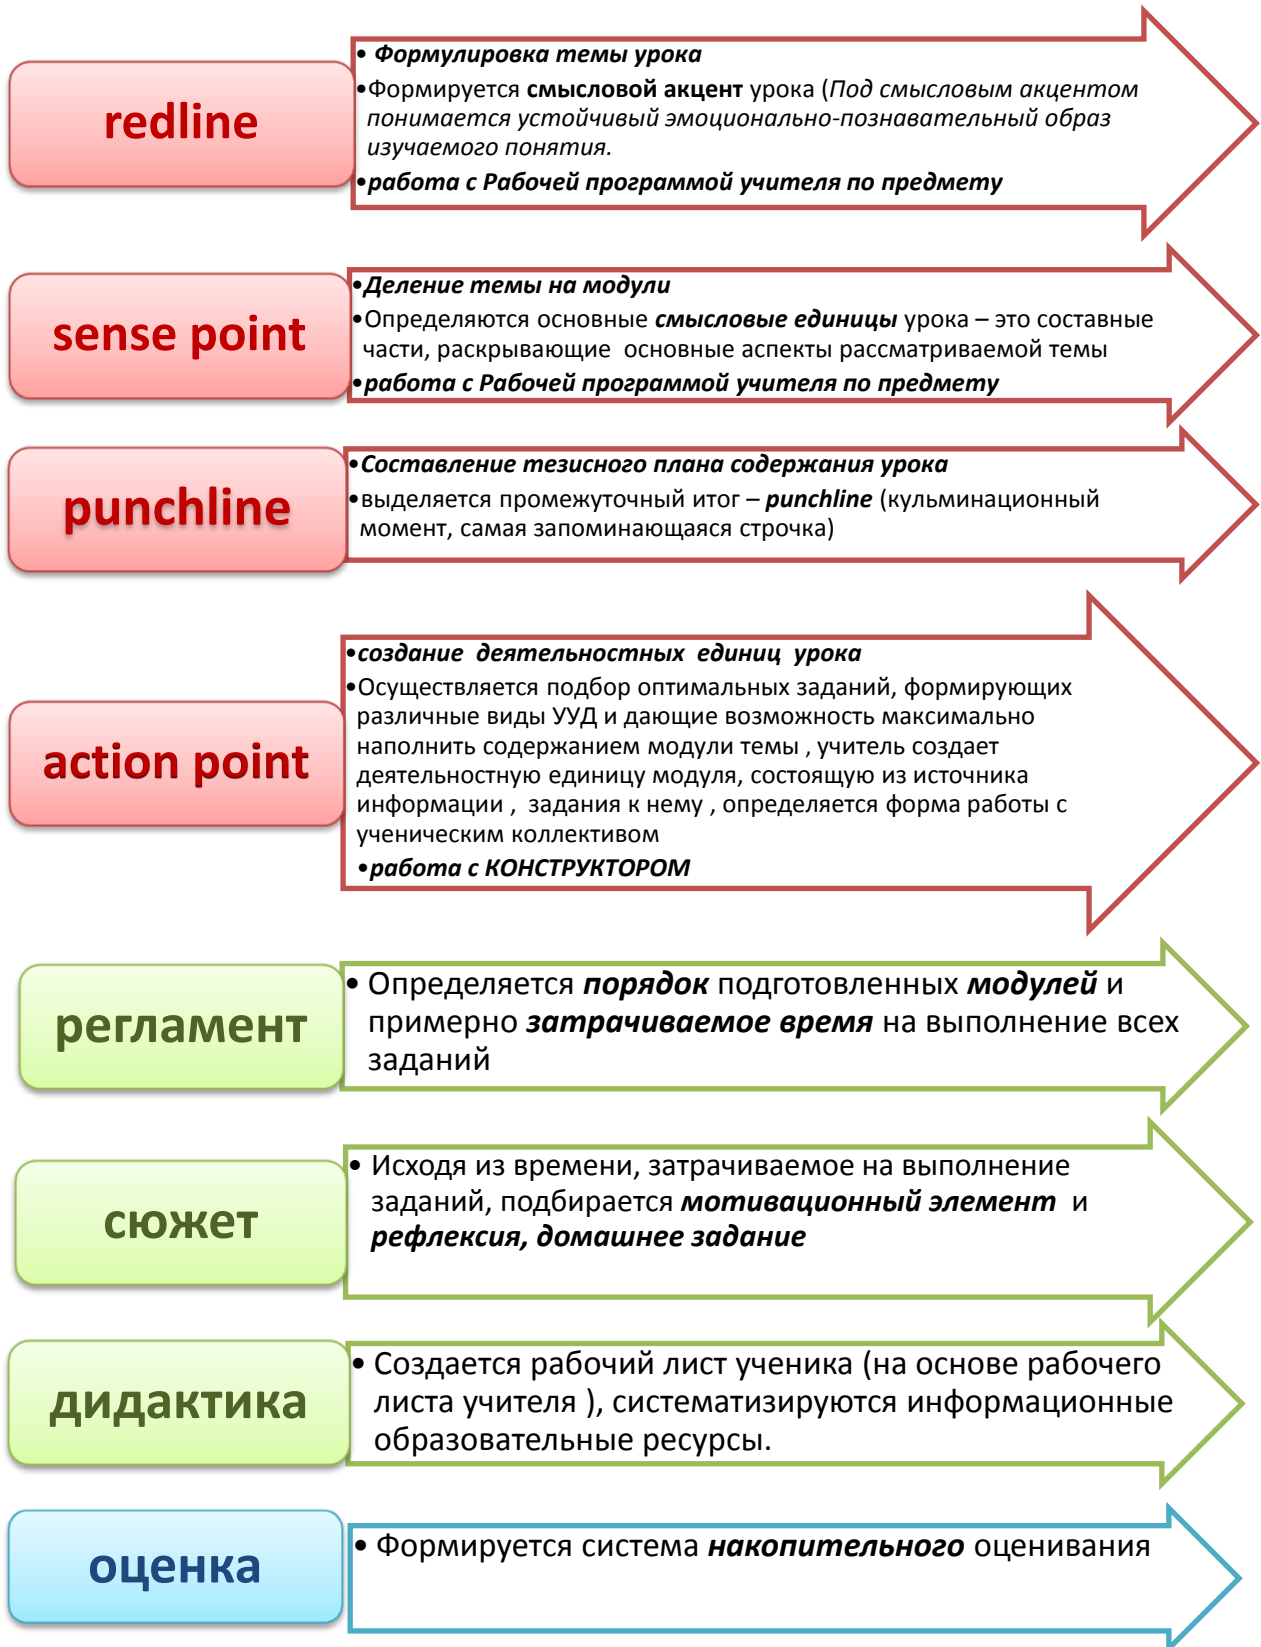 redline
• Формулировка темы урока
•Формируется смысловой акцент урока (Под смысловым акцентом
понимается устойчивый эмоционально-познавательный образ
изучаемого понятия.
•работа с Рабочей программой учителя по предмету
sense point
•Деление темы на модули
•Определяются основные смысловые единицы урока – это составные
части, раскрывающие основные аспекты рассматриваемой темы
•работа с Рабочей программой учителя по предмету
punchline
•Составление тезисного плана содержания урока
•выделяется промежуточный итог – punchline (кульминационный
момент, самая запоминающаяся строчка)
action point
•создание деятельностных единиц урока
•Осуществляется подбор оптимальных заданий, формирующих
различные виды УУД и дающие возможность максимально
наполнить содержанием модули темы , учитель создает
деятельностную единицу модуля, состоящую из источника
информации , задания к нему , определяется форма работы с
ученическим коллективом
•работа с КОНСТРУКТОРОМ
регламент
• Определяется порядок подготовленных модулей и
примерно затрачиваемое время на выполнение всех
заданий
сюжет
• Исходя из времени, затрачиваемое на выполнение
заданий, подбирается мотивационный элемент и
рефлексия, домашнее задание
дидактика
• Создается рабочий лист ученика (на основе рабочего
листа учителя ), систематизируются информационные
образовательные ресурсы.
оценка
• Формируется система накопительного оценивания